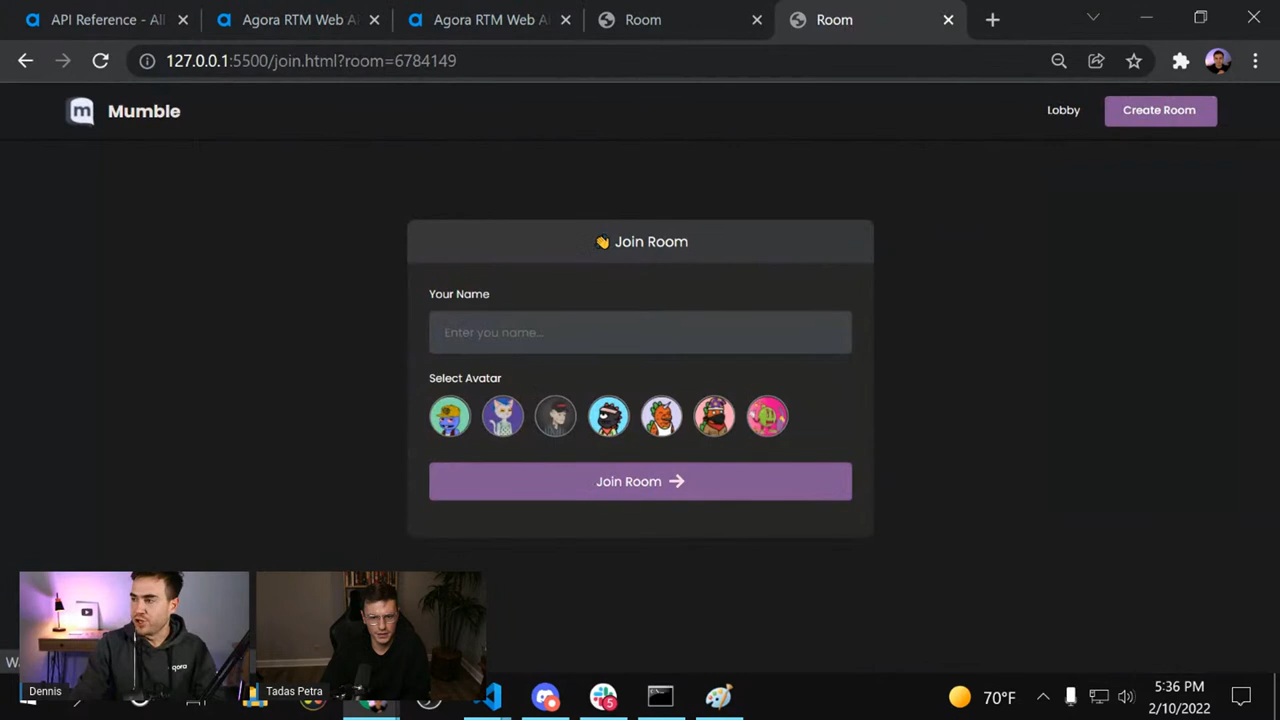 API Reference - All
Agora RTM Web A
Agora RTM Web A
Room
Room
127.0.0.1:5500/join.html?room=6784149
m
Mumble
Lobby
Create Room
👋 Join Room
Your Name
Enter you name...
Select Avatar
Join Room →
agora
Dennis
Tadas Petra
5
70°F
5:36 PM
2/10/2022